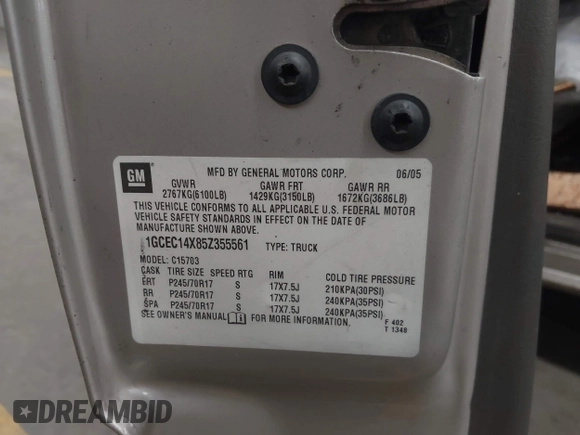 GM
MFD BY GENERAL MOTORS CORP. 06/05
GVWR GAWR FRT GAWR RR
2767KG(6100LB) 1429KG(3150LB) 1672KG(3686LB)
THIS VEHICLE CONFORMS TO ALL APPLICABLE U.S. FEDERAL MOTOR
VEHICLE SAFETY STANDARDS IN EFFECT ON THE DATE OF
MANUFACTURE SHOWN ABOVE.
1GCEC14X85Z355561 TYPE: TRUCK
MODEL: C15703
CASK TIRE SIZE SPEED RTG RIM COLD TIRE PRESSURE
FRT P245/70R17 S 17X7.5J 210KPA(30PSI)
RR P245/70R17 S 17X7.5J 240KPA(35PSI)
SPA P245/70R17 S 17X7.5J 240KPA(35PSI)
SEE OWNER'S MANUAL FOR MORE INFORMATION. F 402
T 1348
DREAMBID